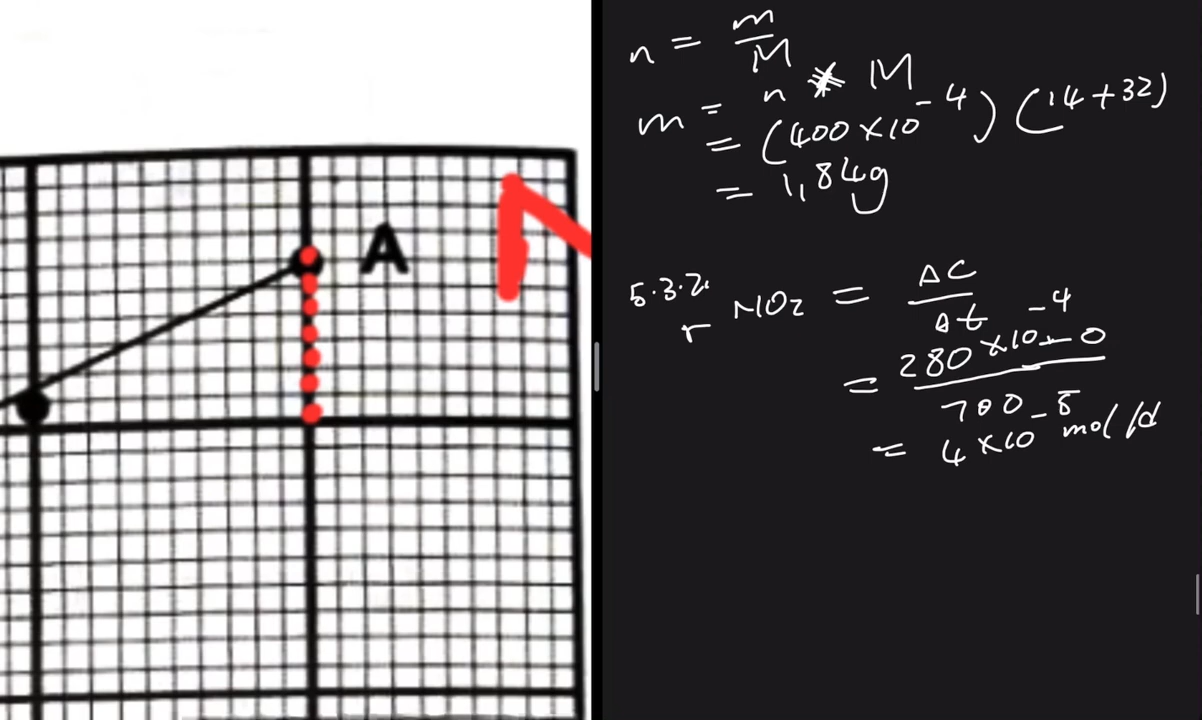 A
n = m/M
m = n * M
= (400 × 10^-4) (14+32)
= 1,84g
5.3.2. r NO₂ = ΔC/Δt
= 280 × 10^-4 - 0 / 700
= 4 × 10^-5 mol/d